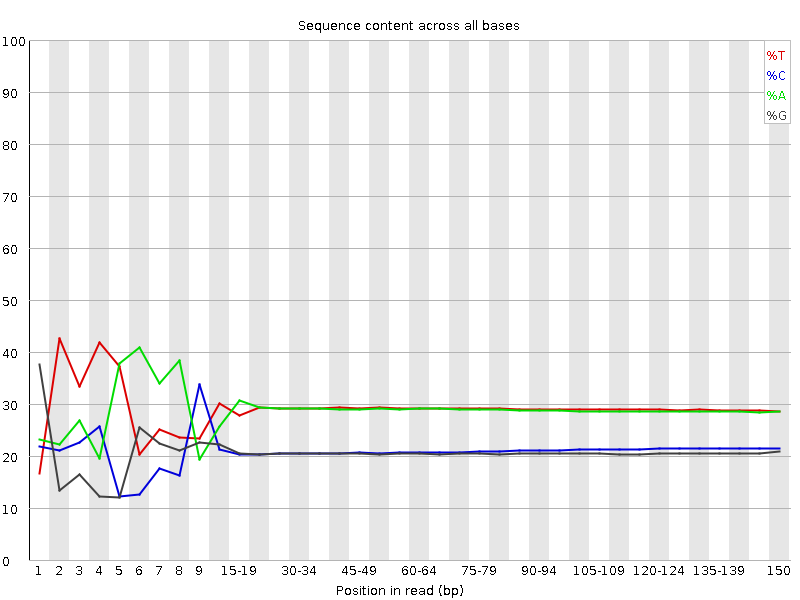 Sequence content across all bases
100
90
80
70
60
50
40
30
20
10
0
%T
%C
%A
%G
1 2 3 4 5 6 7 8 9 15-19 30-34 45-49 60-64 75-79 90-94 105-109 120-124 135-139 150
Position in read (bp)